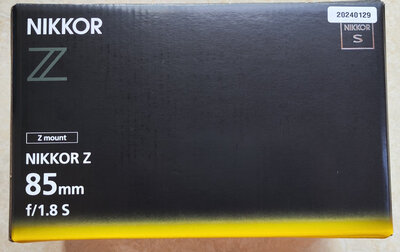 NIKKOR
20240129
NIKKOR
S
Z
Z mount
NIKKOR Z
85mm
f/1.8 S